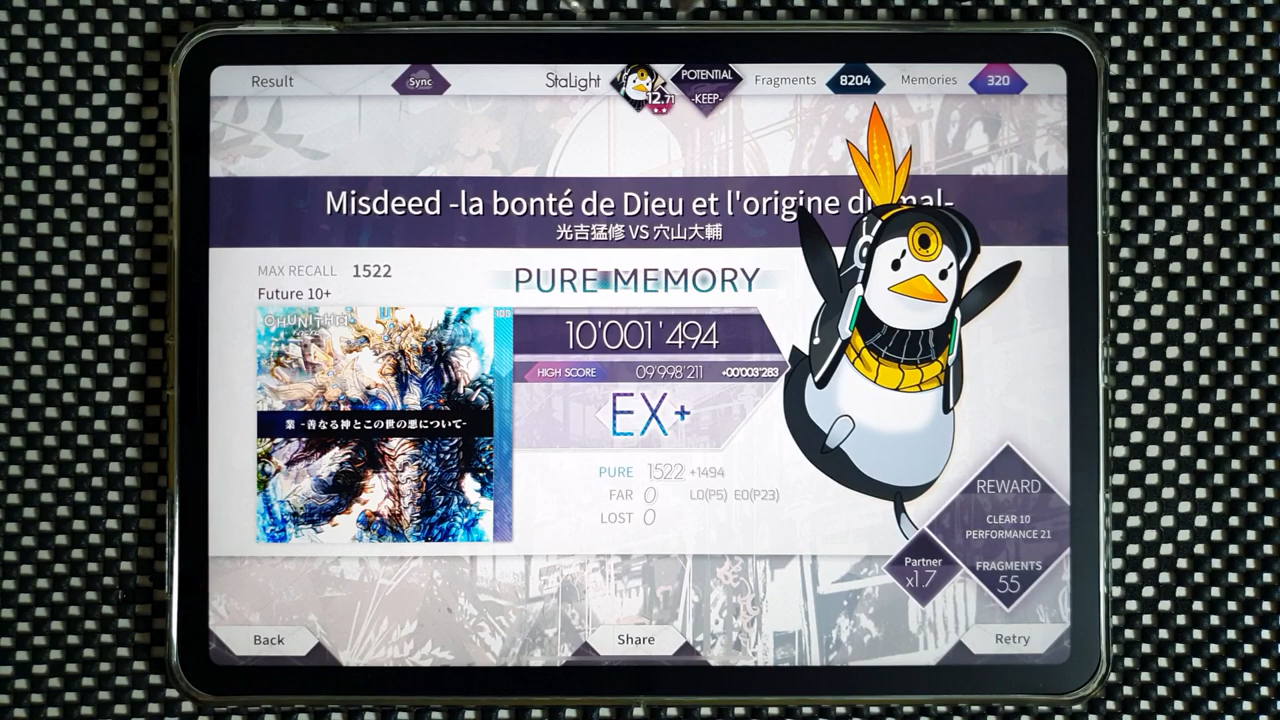 Result
Sync
StaLight
12.71
POTENTIAL
-KEEP-
Fragments
8204
Memories
320
Misdeed -la bonté de Dieu et l'origine du mal-
光吉猛修 VS 穴山大輔
MAX RECALL 1522
PURE MEMORY
Future 10+
CHUNITHM
10'001'494
HIGH SCORE 09'998'211 +00'003'283
EX+
業 -善なる神とこの世の悪について-
PURE 1522 +1494
FAR 0 L0(P5) E0(P23)
LOST 0
REWARD
CLEAR 10
PERFORMANCE 21
Partner
x1.7
FRAGMENTS
55
Back
Share
Retry